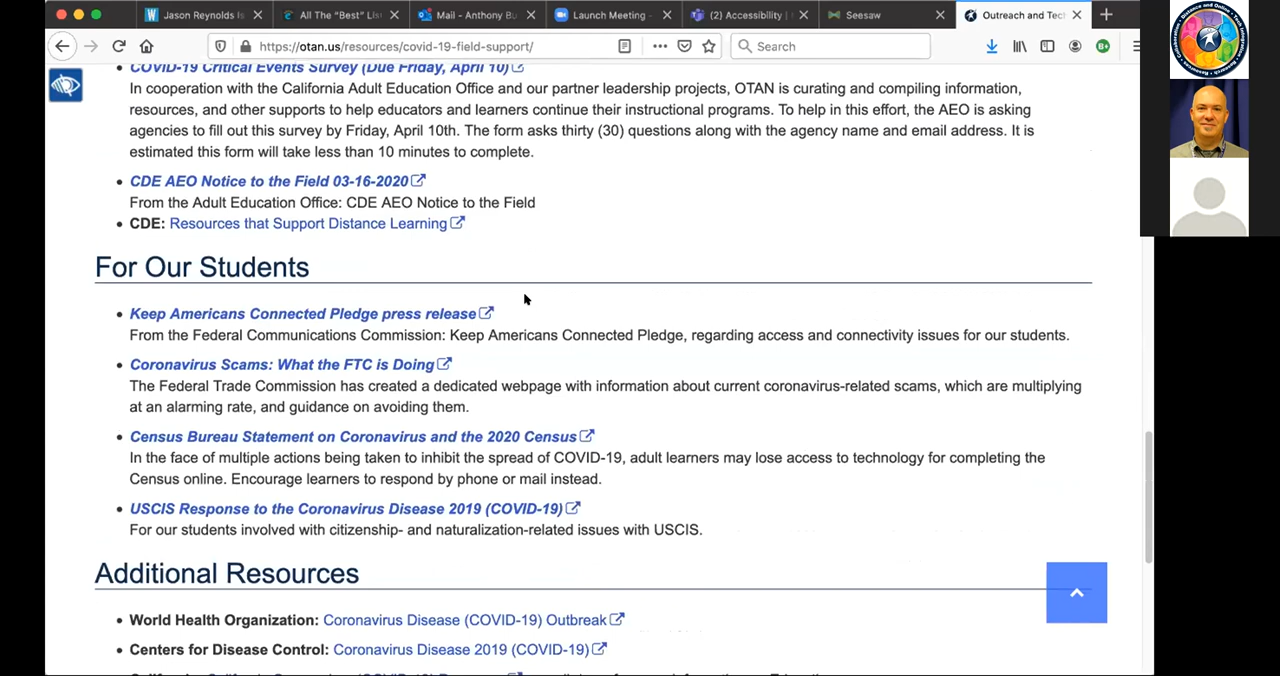 Jason Reynolds Is
All The “Best” Lis
Mail - Anthony Bu
Launch Meeting -
(2) Accessibility |
Seesaw
Outreach and Tec
https://otan.us/resources/covid-19-field-support/
Search
COVID-19 Critical Events Survey (Due Friday, April 10)
In cooperation with the California Adult Education Office and our partner leadership projects, OTAN is curating and compiling information,
resources, and other supports to help educators and learners continue their instructional programs. To help in this effort, the AEO is asking
agencies to fill out this survey by Friday, April 10th. The form asks thirty (30) questions along with the agency name and email address. It is
estimated this form will take less than 10 minutes to complete.
CDE AEO Notice to the Field 03-16-2020
From the Adult Education Office: CDE AEO Notice to the Field
CDE: Resources that Support Distance Learning
For Our Students
Keep Americans Connected Pledge press release
From the Federal Communications Commission: Keep Americans Connected Pledge, regarding access and connectivity issues for our students.
Coronavirus Scams: What the FTC is Doing
The Federal Trade Commission has created a dedicated webpage with information about current coronavirus-related scams, which are multiplying
at an alarming rate, and guidance on avoiding them.
Census Bureau Statement on Coronavirus and the 2020 Census
In the face of multiple actions being taken to inhibit the spread of COVID-19, adult learners may lose access to technology for completing the
Census online. Encourage learners to respond by phone or mail instead.
USCIS Response to the Coronavirus Disease 2019 (COVID-19)
For our students involved with citizenship- and naturalization-related issues with USCIS.
Additional Resources
World Health Organization: Coronavirus Disease (COVID-19) Outbreak
Centers for Disease Control: Coronavirus Disease 2019 (COVID-19)